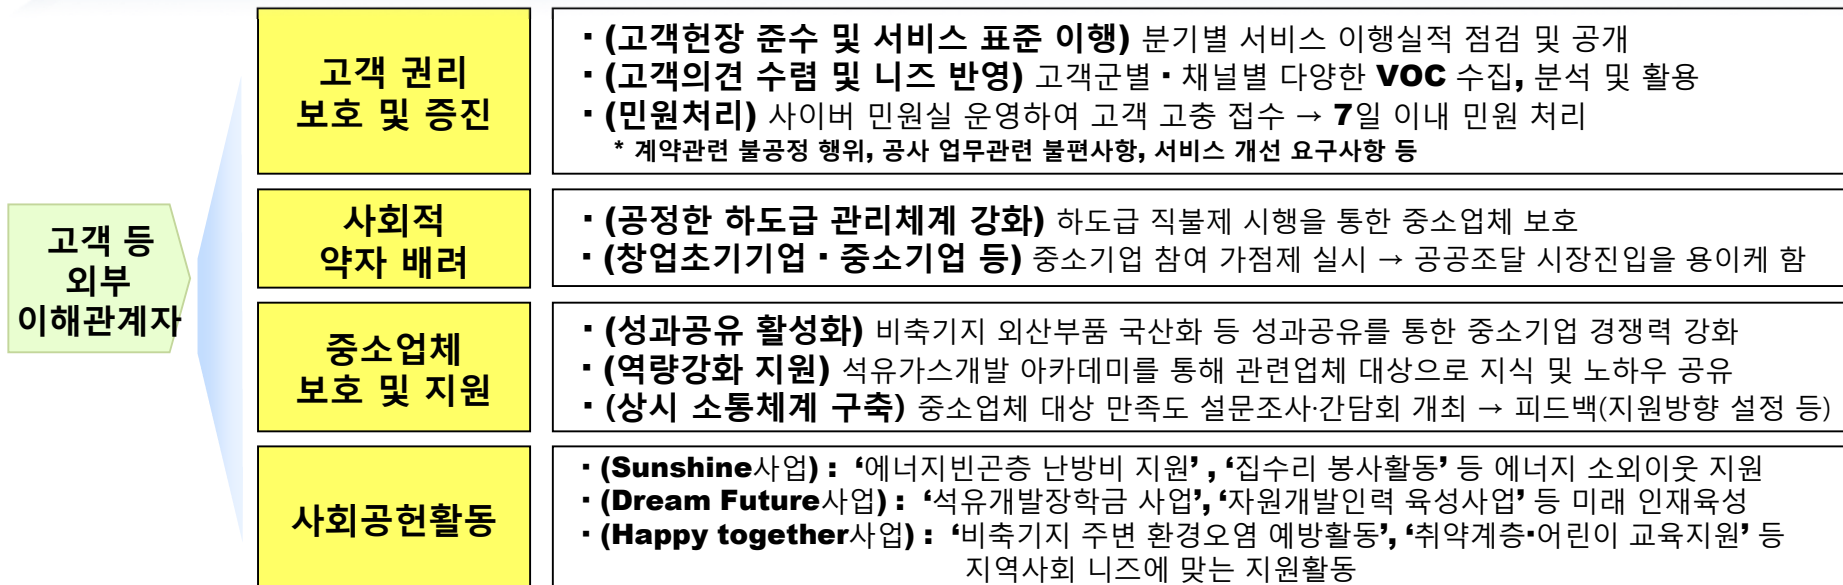 고객 등
외부
이해관계자
고객 권리
보호 및 증진
▪ (고객헌장 준수 및 서비스 표준 이행) 분기별 서비스 이행실적 점검 및 공개
▪ (고객의견 수렴 및 니즈 반영) 고객군별▪채널별 다양한 VOC 수집, 분석 및 활용
▪ (민원처리) 사이버 민원실 운영하여 고객 고충 접수 → 7일 이내 민원 처리
* 계약관련 불공정 행위, 공사 업무관련 불편사항, 서비스 개선 요구사항 등
사회적
약자 배려
▪ (공정한 하도급 관리체계 강화) 하도급 직불제 시행을 통한 중소업체 보호
▪ (창업초기기업▪중소기업 등) 중소기업 참여 가점제 실시 → 공공조달 시장진입을 용이케 함
중소업체
보호 및 지원
▪ (성과공유 활성화) 비축기지 외산부품 국산화 등 성과공유를 통한 중소기업 경쟁력 강화
▪ (역량강화 지원) 석유가스개발 아카데미를 통해 관련업체 대상으로 지식 및 노하우 공유
▪ (상시 소통체계 구축) 중소업체 대상 만족도 설문조사·간담회 개최 → 피드백(지원방향 설정 등)
사회공헌활동
▪ (Sunshine사업) : ‘에너지빈곤층 난방비 지원’ , ‘집수리 봉사활동’ 등 에너지 소외이웃 지원
▪ (Dream Future사업) : ‘석유개발장학금 사업’, ‘자원개발인력 육성사업’ 등 미래 인재육성
▪ (Happy together사업) : ‘비축기지 주변 환경오염 예방활동’, ‘취약계층▪어린이 교육지원’ 등
지역사회 니즈에 맞는 지원활동